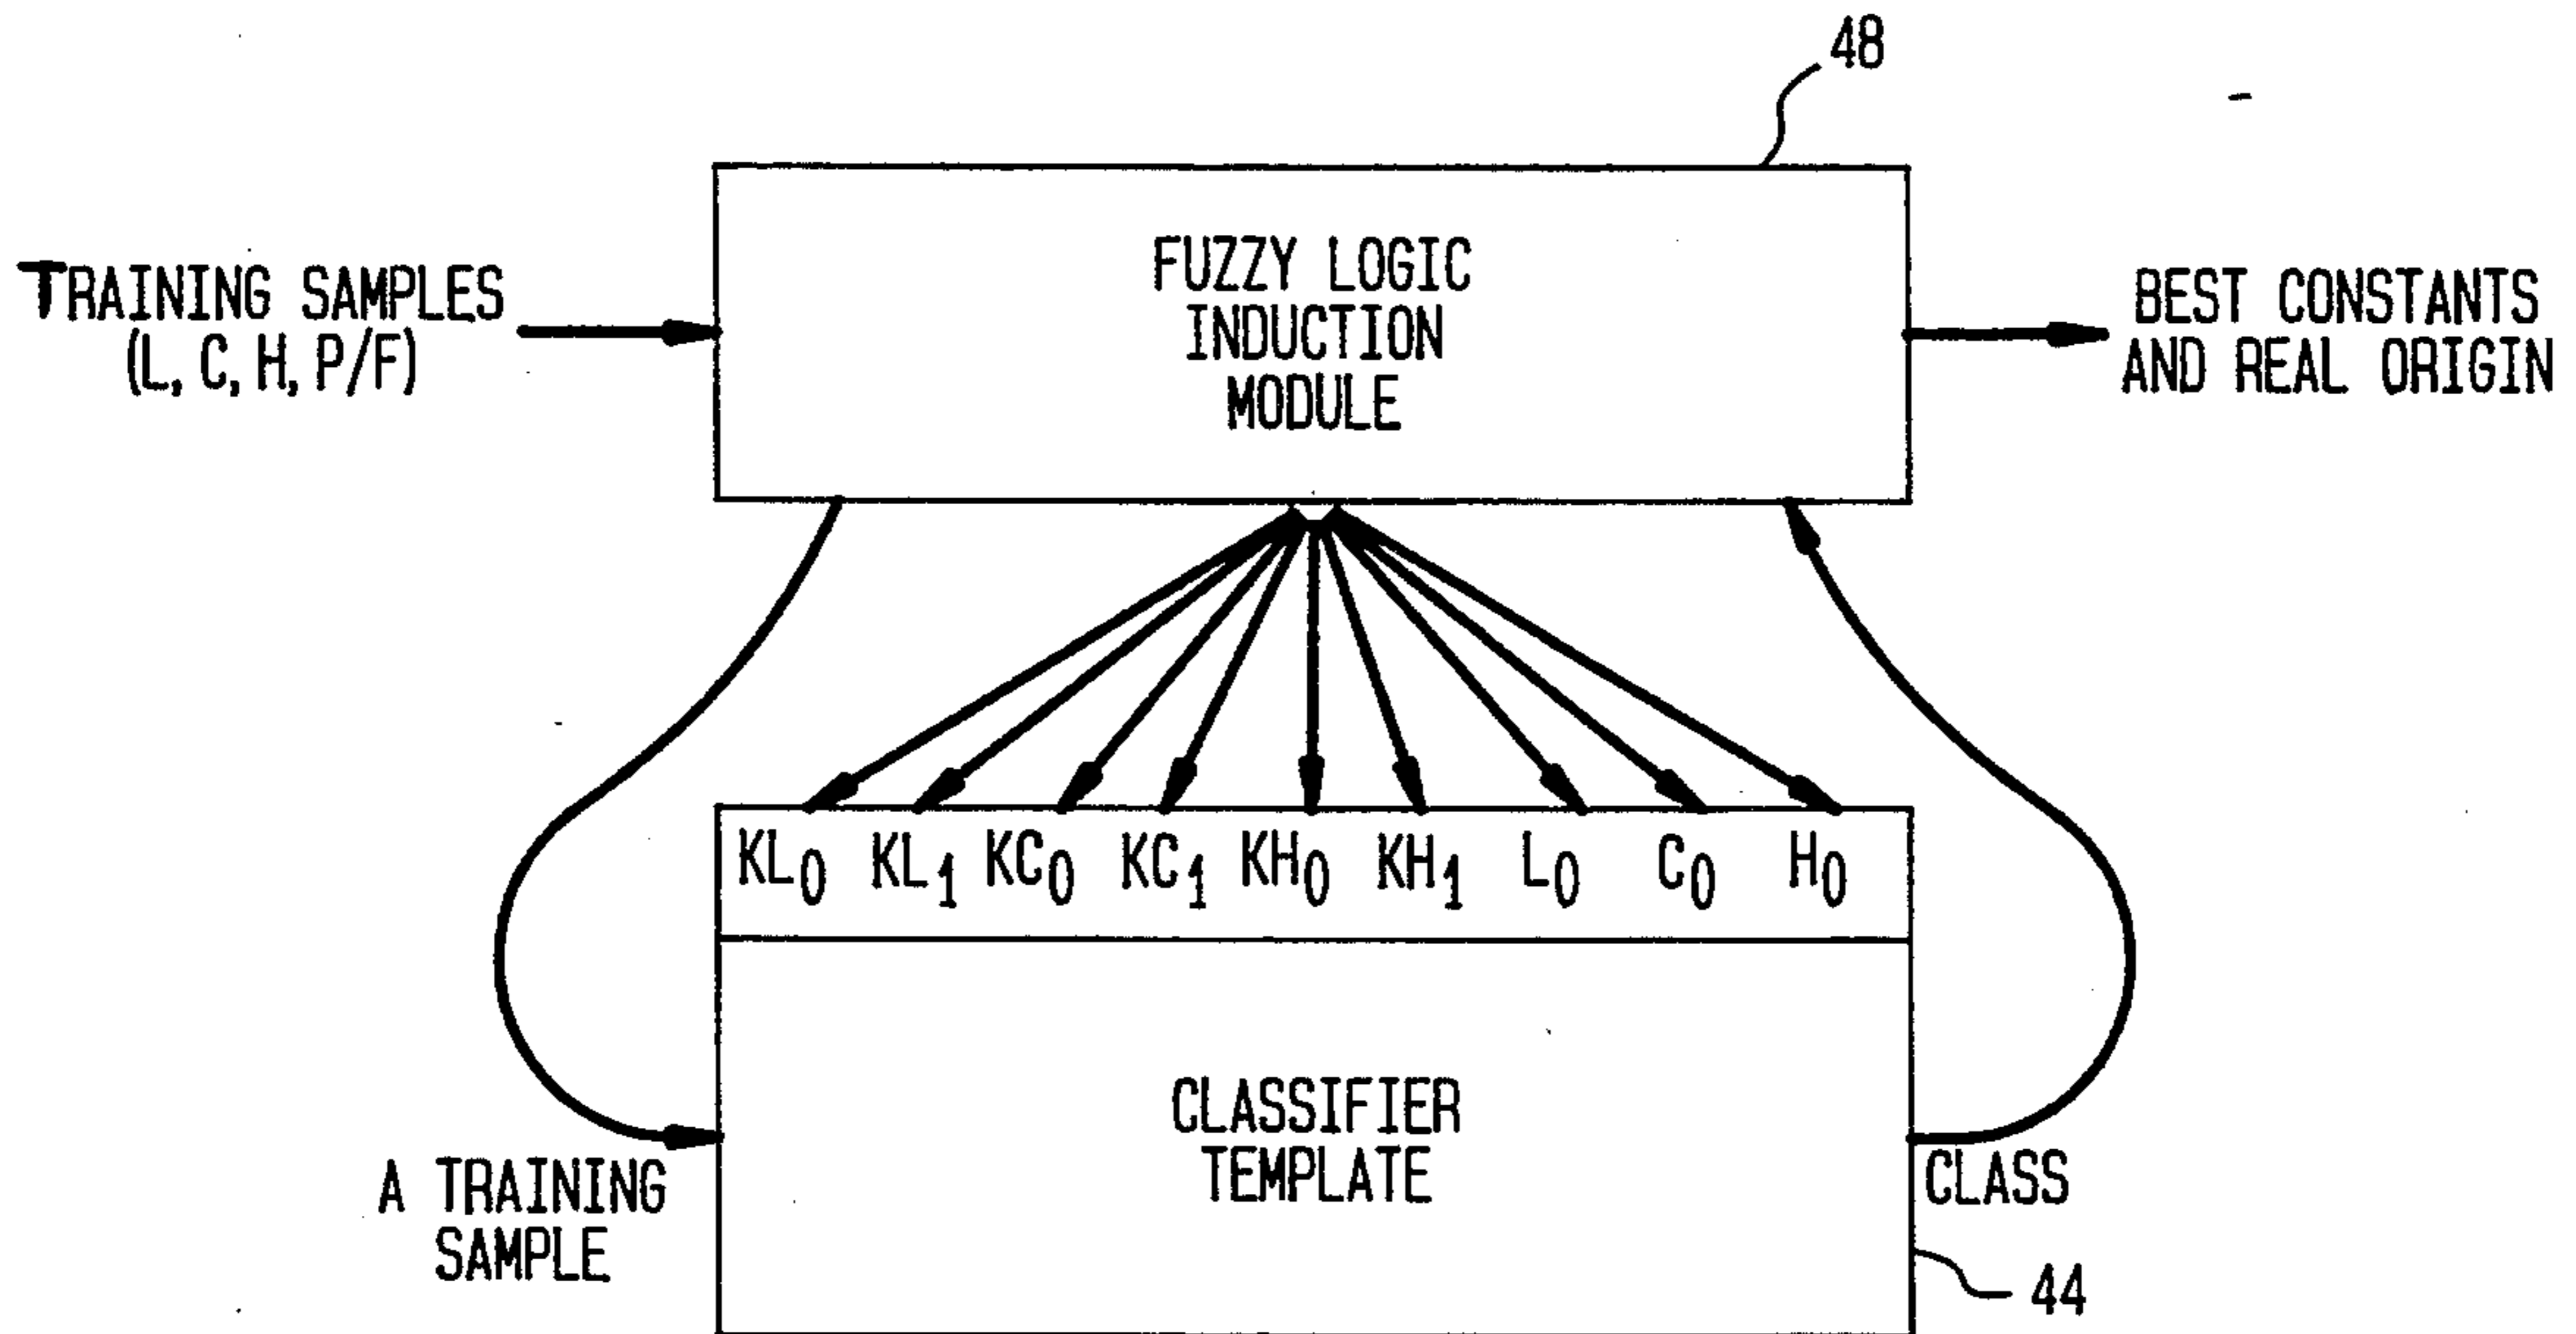 48
TRAINING SAMPLES
(L, C, H, P/F)
FUZZY LOGIC
INDUCTION
MODULE
BEST CONSTANTS
AND REAL ORIGIN
KL₀ KL₁ KC₀ KC₁ KH₀ KH₁ L₀ C₀ H₀
CLASSIFIER
TEMPLATE
A TRAINING
SAMPLE
CLASS
44